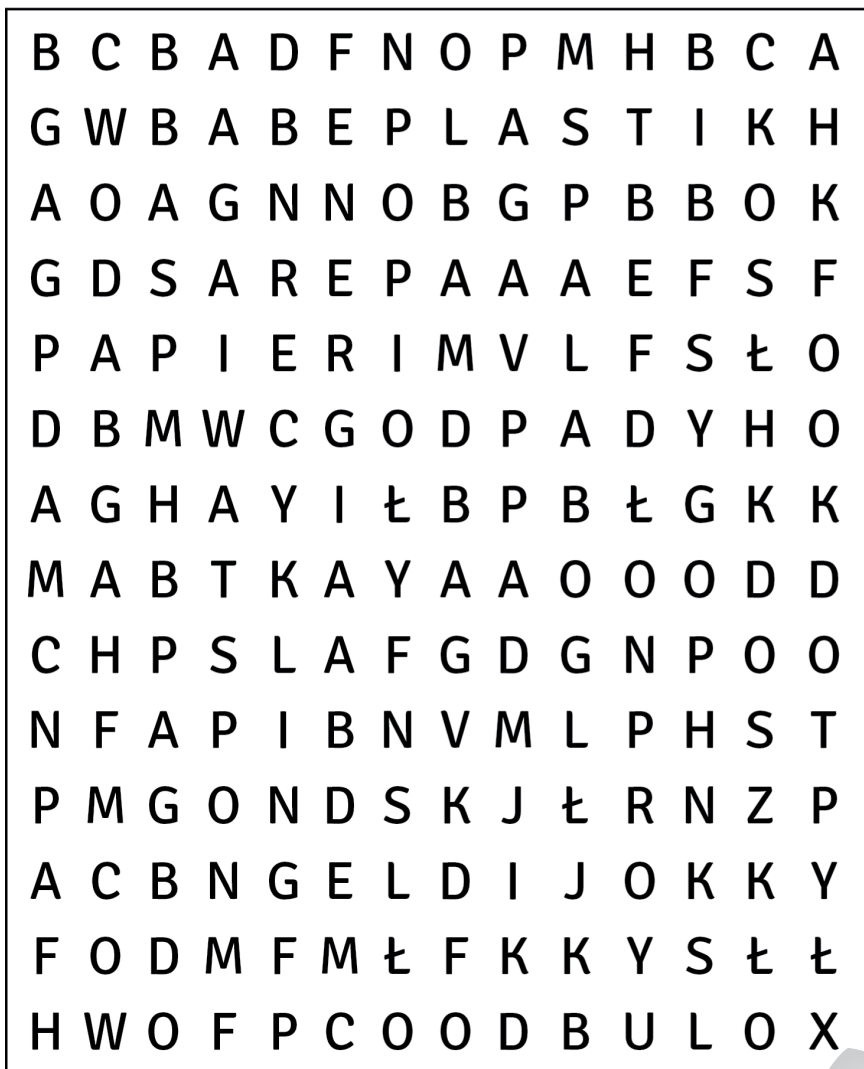 B C B A D F N O P M H B C A
G W B A B E P L A S T I K H
A O A G N N O B G P B B O K
G D S A R E P A A A E F S F
P A P I E R I M V L F S Ł O
D B M W C G O D P A D Y H O
A G H A Y I Ł B P B Ł G K K
M A B T K A Y A A O O O D D
C H P S L A F G D G N P O O
N F A P I B N V M L P H S T
P M G O N D S K J Ł R N Z P
A C B N G E L D I J O K K Y
F O D M F M Ł F K K Y S Ł Ł
H W O F P C O O D B U L O X